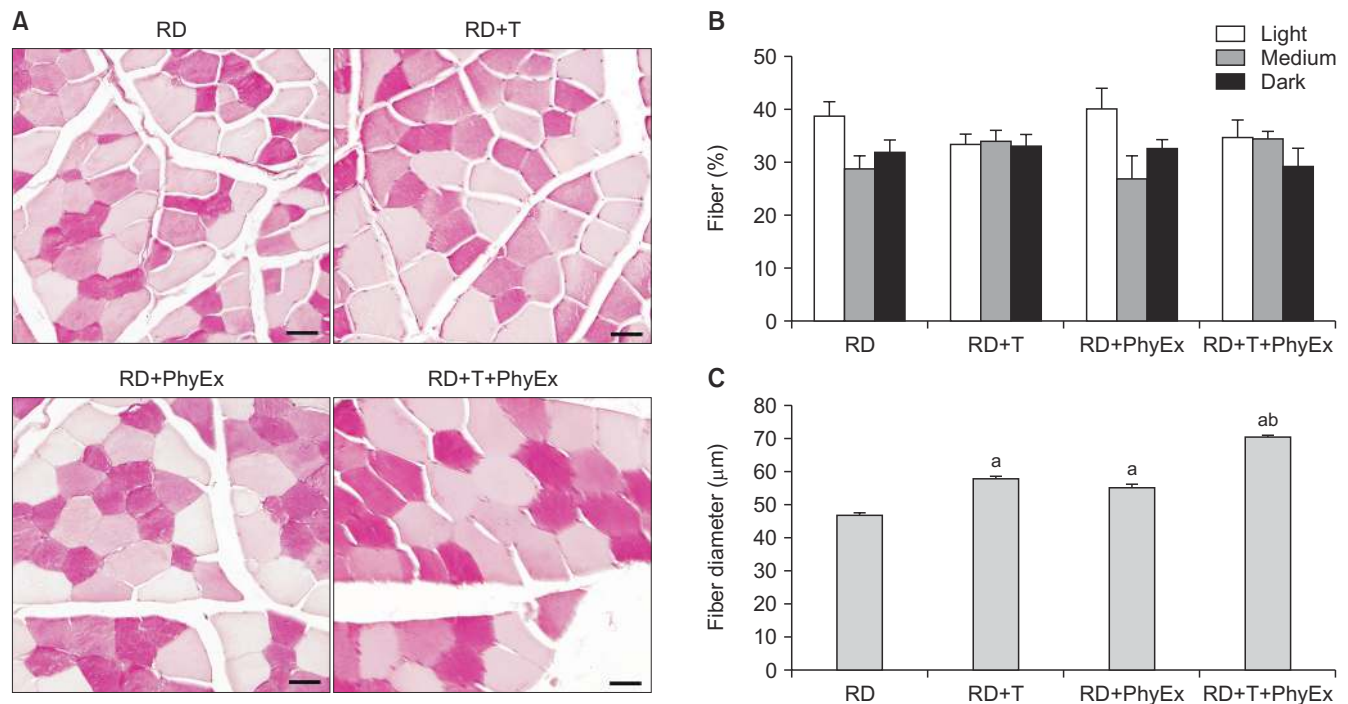 A
RD
RD+T
RD+PhyEx
RD+T+PhyEx
B
Light
Medium
Dark
50
40
30
20
10
0
Fiber (%)
RD
RD+T
RD+PhyEx
RD+T+PhyEx
C
80
70
60
50
40
30
20
10
0
Fiber diameter (μm)
a
a
ab
RD
RD+T
RD+PhyEx
RD+T+PhyEx